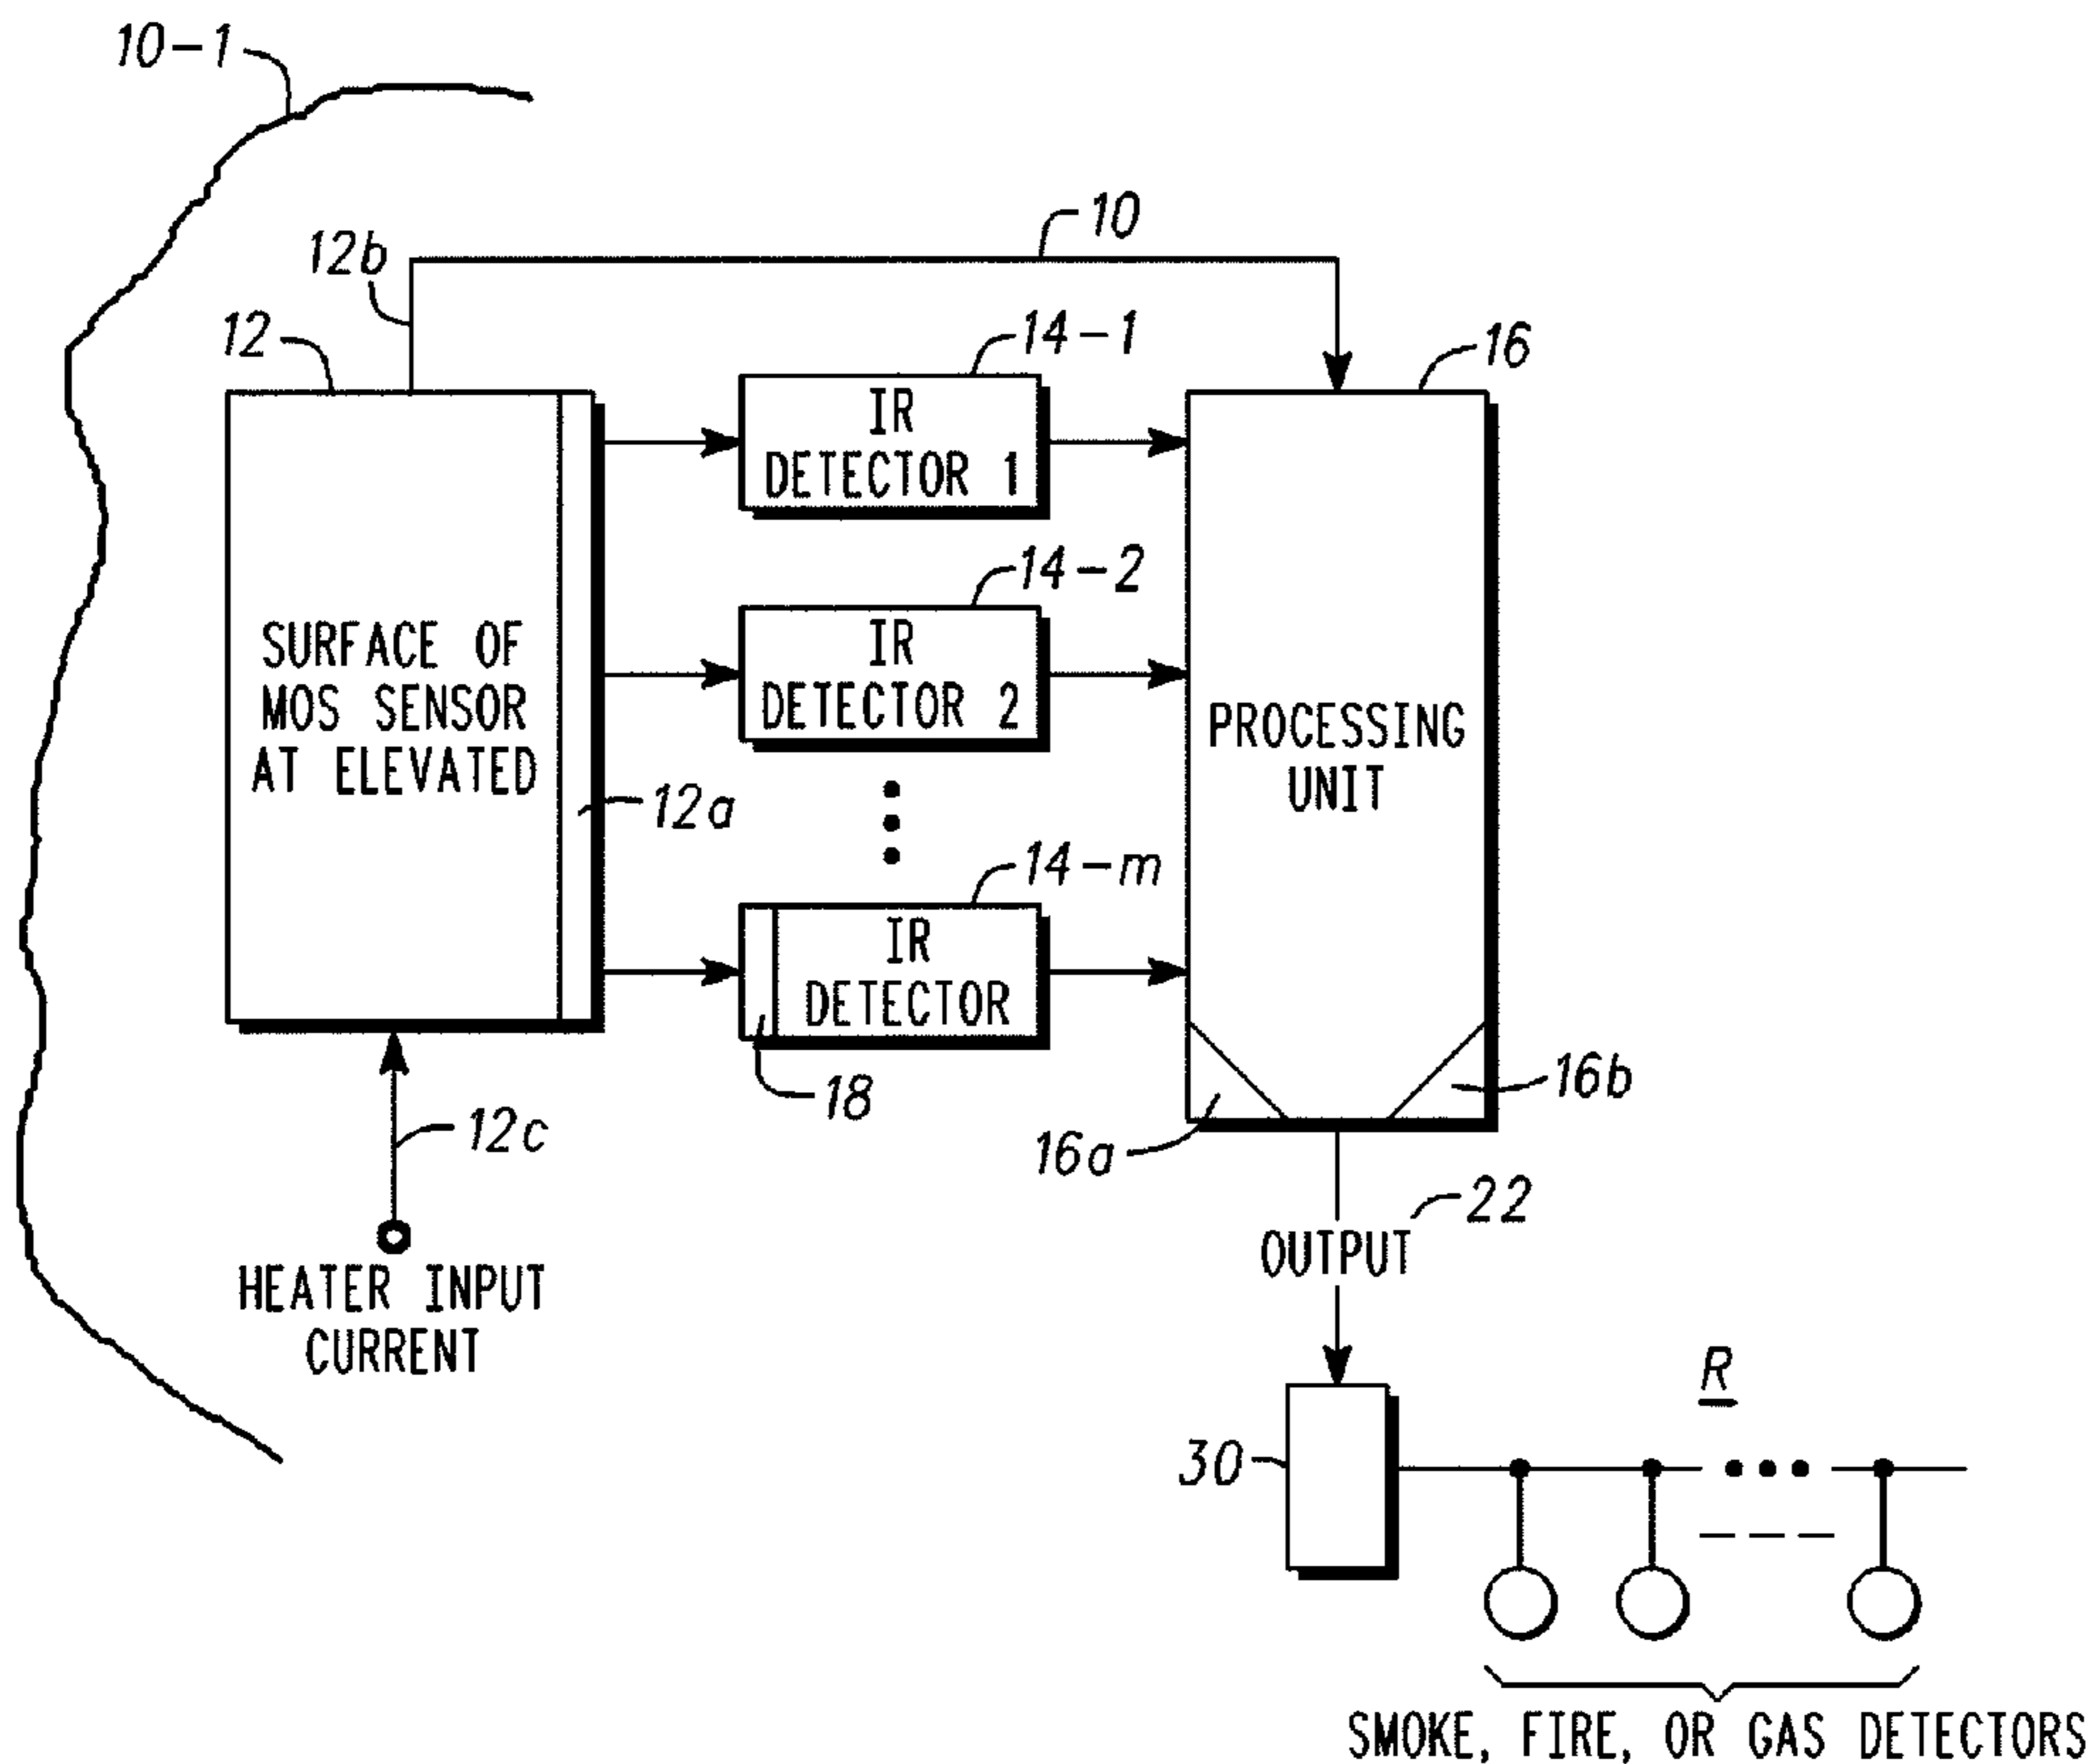 10-1
10
12b
12
14-1
16
IR
DETECTOR 1
14-2
IR
DETECTOR 2
SURFACE OF
MOS SENSOR
AT ELEVATED
PROCESSING
UNIT
12a
14-m
IR
DETECTOR
18
16b
12c
16a
22
OUTPUT
HEATER INPUT
CURRENT
R
30
SMOKE, FIRE, OR GAS DETECTORS